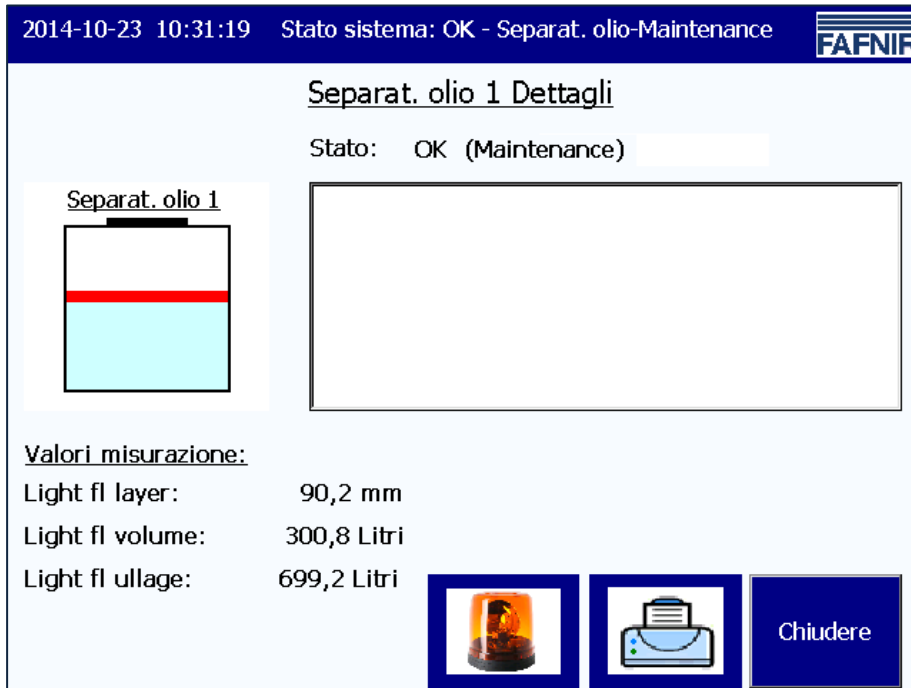 2014-10-23 10:31:19 Stato sistema: OK - Separat. olio-Maintenance
FAFNIR
Separat. olio 1 Dettagli
Stato: OK (Maintenance)
Separat. olio 1
Valori misurazione:
Light fl layer: 90,2 mm
Light fl volume: 300,8 Litri
Light fl ullage: 699,2 Litri
Chiudere